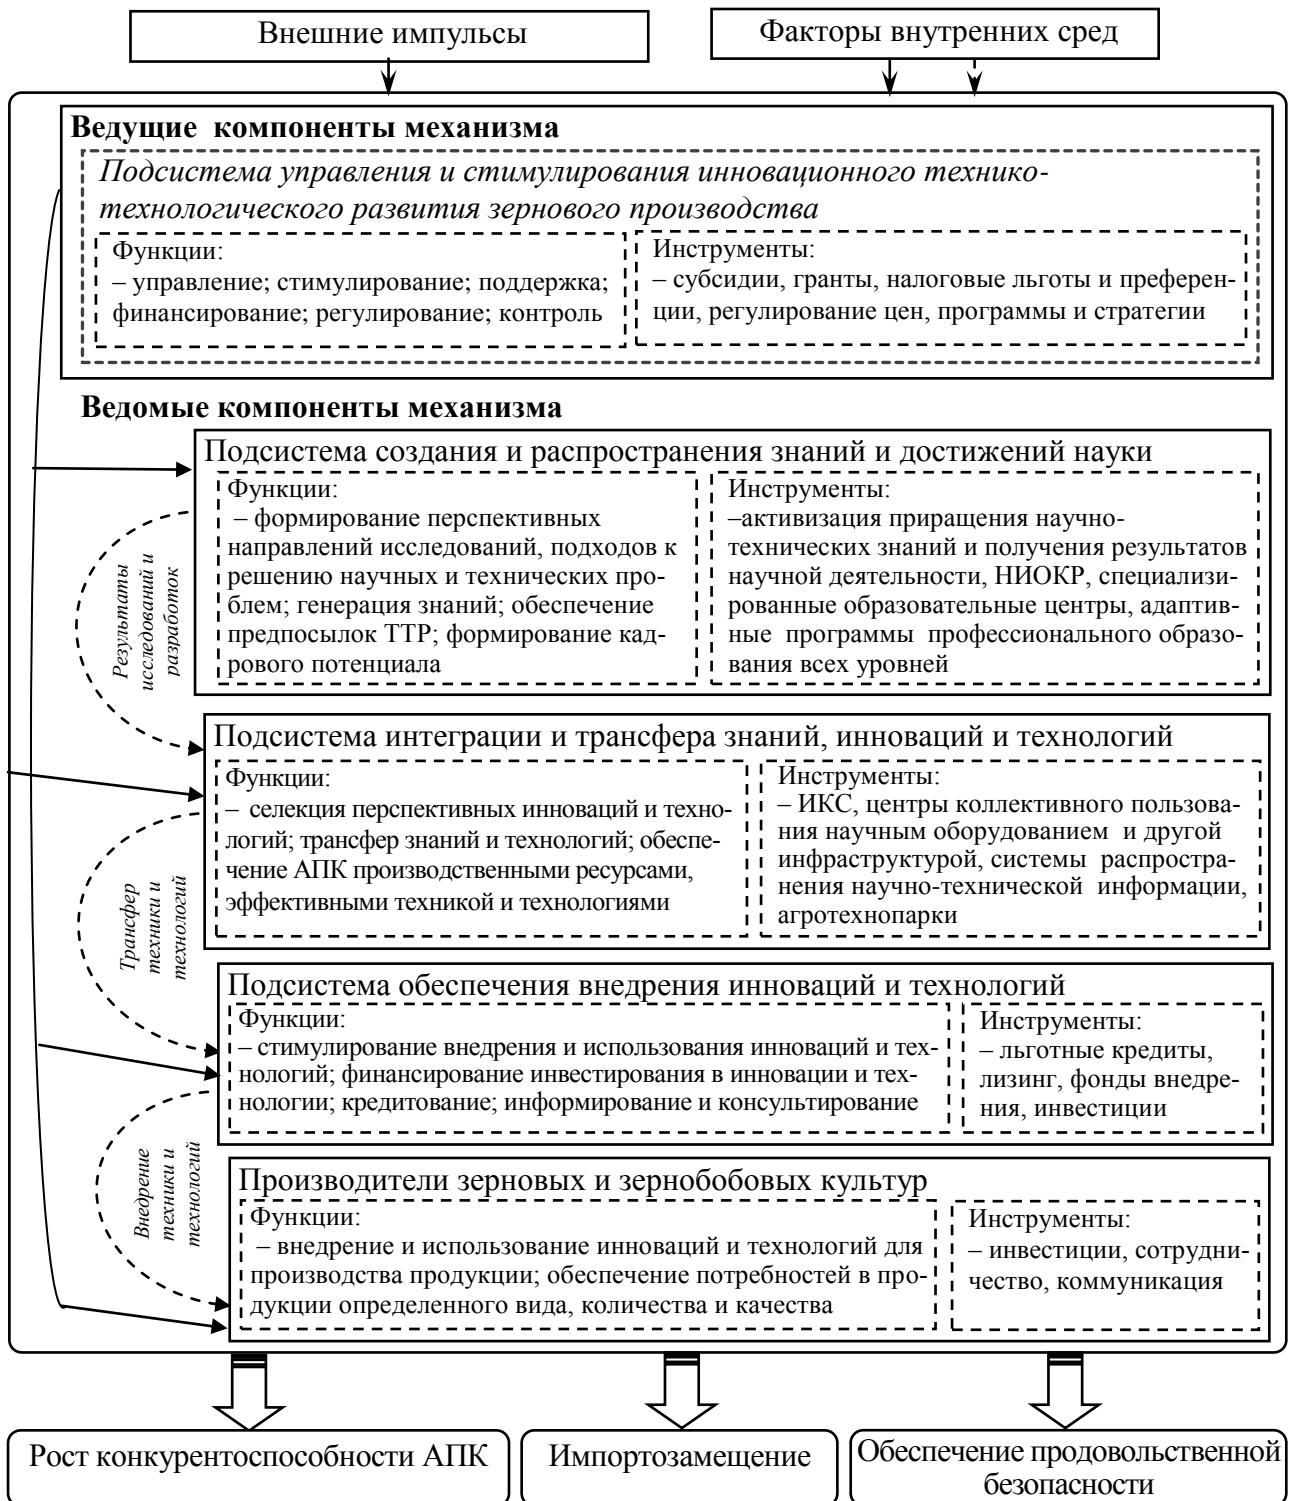 Внешние импульсы
Факторы внутренних сред
Ведущие компоненты механизма
Подсистема управления и стимулирования инновационного технико-
технологического развития зернового производства
Функции:
– управление; стимулирование; поддержка;
финансирование; регулирование; контроль
Инструменты:
– субсидии, гранты, налоговые льготы и преферен-
ции, регулирование цен, программы и стратегии
Ведомые компоненты механизма
Подсистема создания и распространения знаний и достижений науки
Функции:
– формирование перспективных
направлений исследований, подходов к
решению научных и технических про-
блем; генерация знаний; обеспечение
предпосылок ТТР; формирование кад-
рового потенциала
Инструменты:
–активизация приращения научно-
технических знаний и получения результатов
научной деятельности, НИОКР, специализи-
рованные образовательные центры, адаптив-
ные программы профессионального образо-
вания всех уровней
Результаты
исследований и
разработок
Подсистема интеграции и трансфера знаний, инноваций и технологий
Функции:
– селекция перспективных инноваций и техно-
логий; трансфер знаний и технологий; обеспе-
чение АПК производственными ресурсами,
эффективными техникой и технологиями
Инструменты:
– ИКС, центры коллективного пользова-
ния научным оборудованием и другой
инфраструктурой, системы распростра-
нения научно-технической информации,
агротехнопарки
Трансфер
техники и
технологий
Подсистема обеспечения внедрения инноваций и технологий
Функции:
– стимулирование внедрения и использования инноваций и тех-
нологий; финансирование инвестирования в инновации и тех-
нологии; кредитование; информирование и консультирование
Инструменты:
– льготные кредиты,
лизинг, фонды внедре-
ния, инвестиции
Внедрение
техники и
технологий
Производители зерновых и зернобобовых культур
Функции:
– внедрение и использование инноваций и технологий для
производства продукции; обеспечение потребностей в про-
дукции определенного вида, количества и качества
Инструменты:
– инвестиции, сотрудни-
чество, коммуникация
Рост конкурентоспособности АПК
Импортозамещение
Обеспечение продовольственной
безопасности